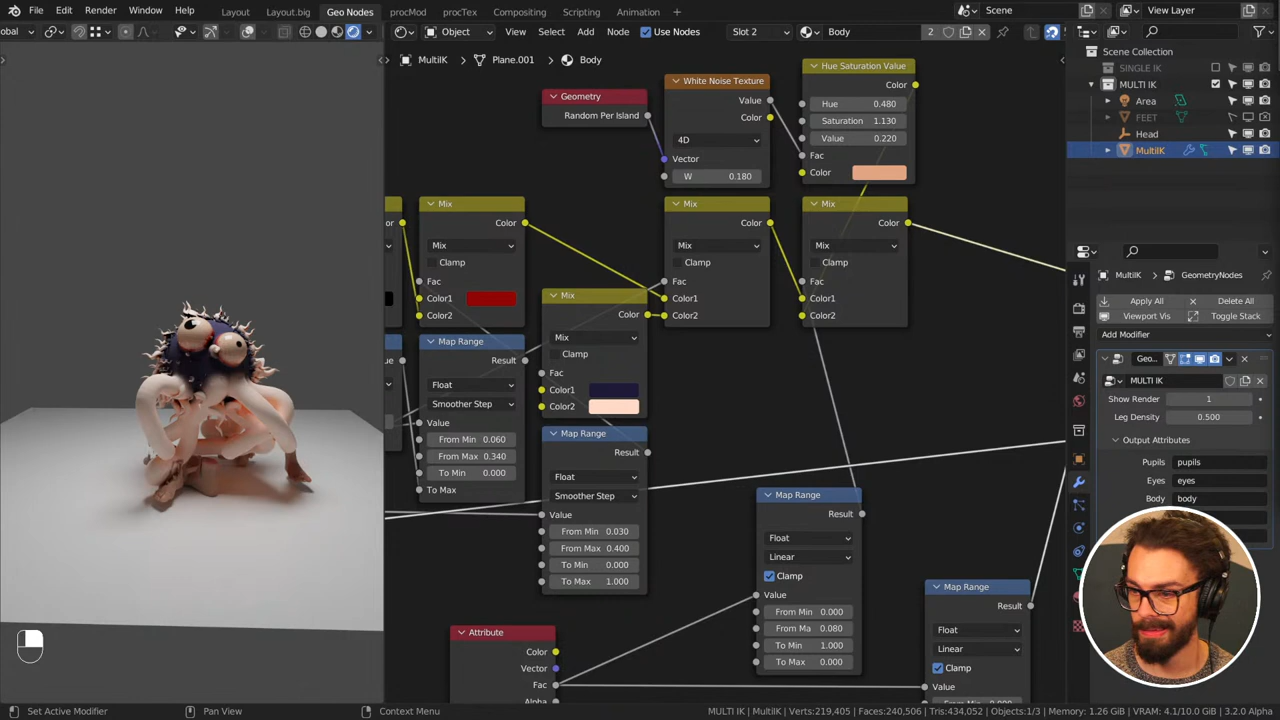 File Edit Render Window Help Layout Layout.big Geo Nodes procMod procTex Compositing Scripting Animation + Scene View Layer
lobal Object View Select Add Node Use Nodes Slot 2 Body 2
MultiIK > Plane.001 > Body
Scene Collection
SINGLE IK
MULTI IK
Area
FEET
Head
MultiIK
White Noise Texture
Value
Color
4D
Vector
W 0.180
Hue Saturation Value
Color
Hue 0.480
Saturation 1.130
Value 0.220
Fac
Color
Geometry
Random Per Island
Mix
Color
Mix
Clamp
Fac
Color1
Color2
Mix
Color
Mix
Clamp
Fac
Color1
Color2
Mix
Color
Mix
Clamp
Fac
Color1
Color2
Mix
Color
Mix
Clamp
Fac
Color1
Color2
Map Range
Result
Float
Smoother Step
Value
From Min 0.060
From Max 0.340
To Min 0.000
To Max
Map Range
Result
Float
Smoother Step
Value
From Min 0.030
From Max 0.400
To Min 0.000
To Max 1.000
Map Range
Result
Float
Linear
Clamp
Value
From Min 0.000
From Ma 0.080
To Min 1.000
To Max 0.000
Attribute
Color
Vector
Fac
Alpha
Map Range
Result
Float
Linear
Clamp
Value
MultiIK > GeometryNodes
Apply All Delete All
Viewport Vis Toggle Stack
Add Modifier
Geo...
MULTI IK
Show Render 1
Leg Density 0.500
Output Attributes
Pupils pupils
Eyes eyes
Body body
Set Active Modifier Pan View Context Menu MULTI IK | MultiIK | Verts:219,405 | Faces:240,506 | Tris:434,052 | Objects:1/3 | Memory: 1.26 GiB | VRAM: 4.1/10.0 GiB | 3.2.0 Alpha